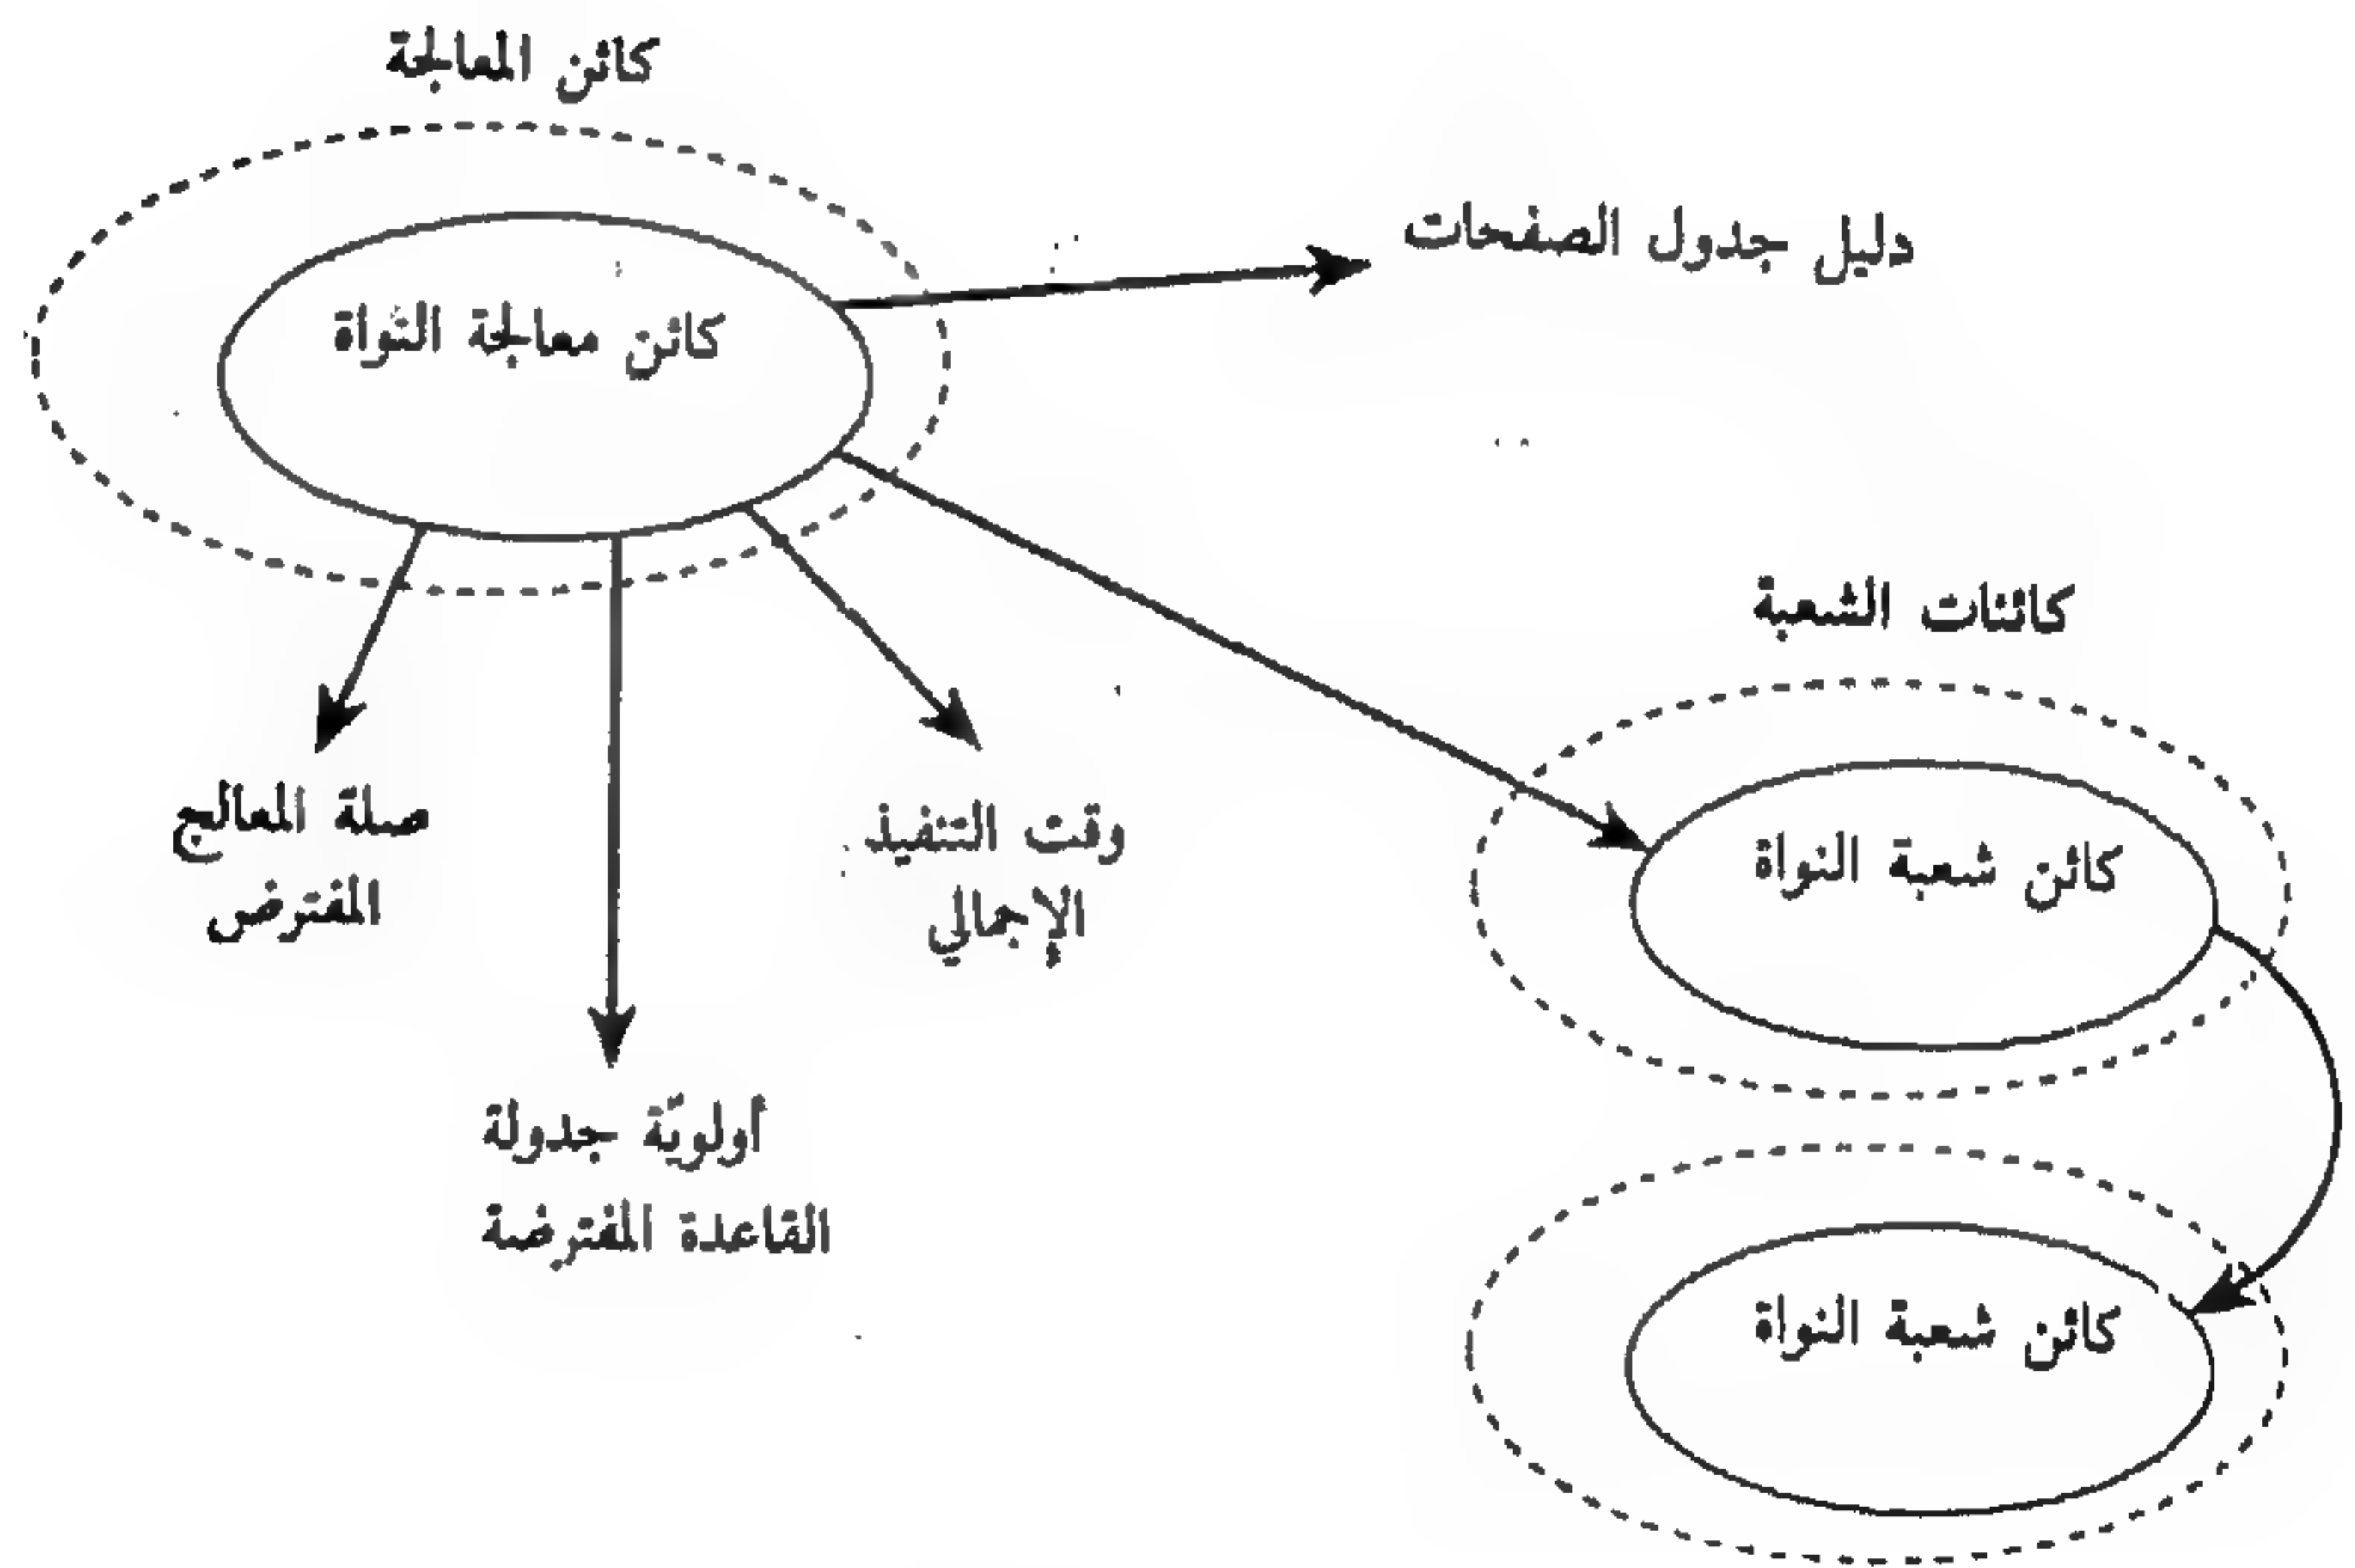 كائن المعالجة
دليل جدول الصفحات
كائن معالجة النواة
كائنات الشعبة
صلة المعالج
المفترض
وقت التنفيذ
الإجمالي
كائن شعبة النواة
أولويّة جدولة
القاعدة المفترضة
كائن شعبة النواة